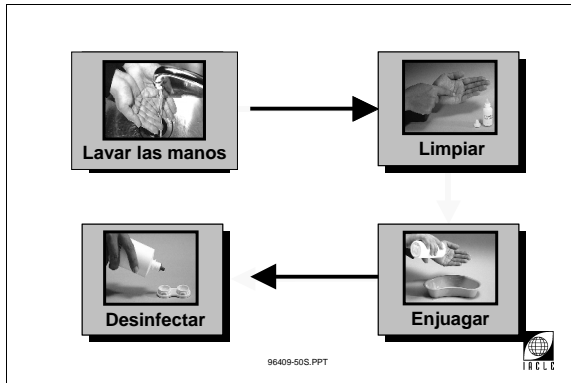 Lavar las manos
Limpiar
Desinfectar
Enjuagar
96409-50S.PPT
IACLE